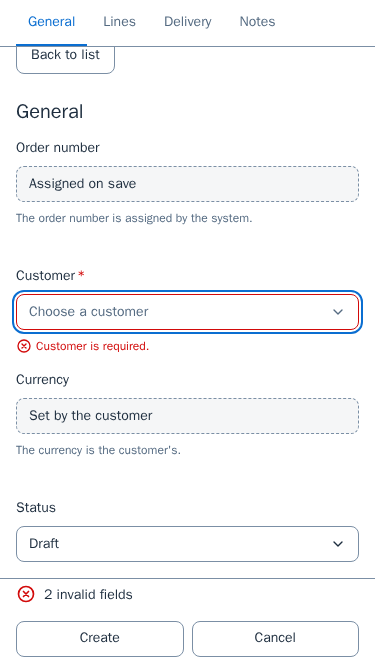 General Lines Delivery Notes
Back to list
General
Order number
Assigned on save
The order number is assigned by the system.
Customer *
Choose a customer
Customer is required.
Currency
Set by the customer
The currency is the customer's.
Status
Draft
2 invalid fields
Create Cancel